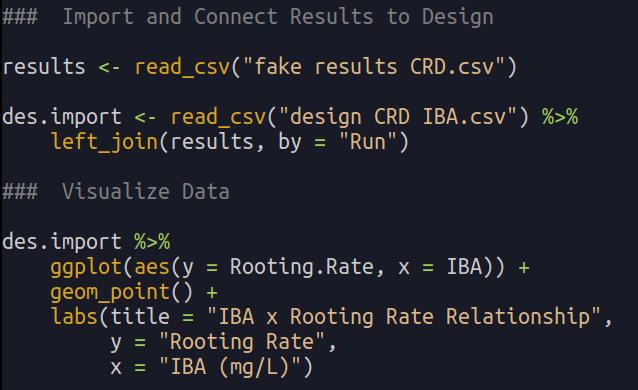 ###  Import and Connect Results to Design
results <- read_csv("fake results CRD.csv")
des.import <- read_csv("design CRD IBA.csv") %>%
    left_join(results, by = "Run")
###  Visualize Data
des.import %>%
    ggplot(aes(y = Rooting.Rate, x = IBA)) +
    geom_point() +
    labs(title = "IBA x Rooting Rate Relationship",
         y = "Rooting Rate",
         x = "IBA (mg/L)")